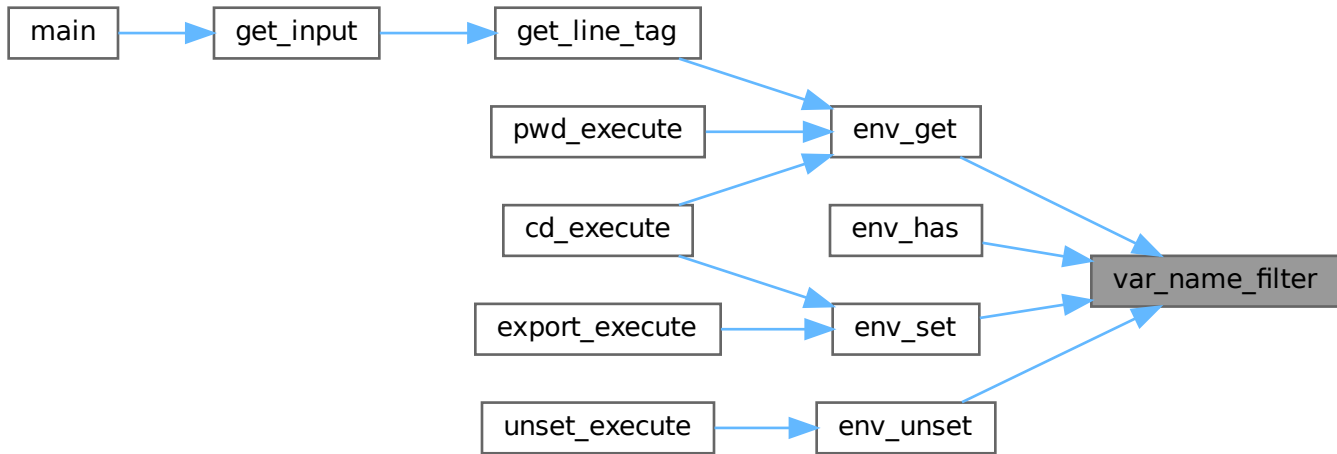 main
get_input
get_line_tag
pwd_execute
env_get
cd_execute
env_has
var_name_filter
export_execute
env_set
unset_execute
env_unset